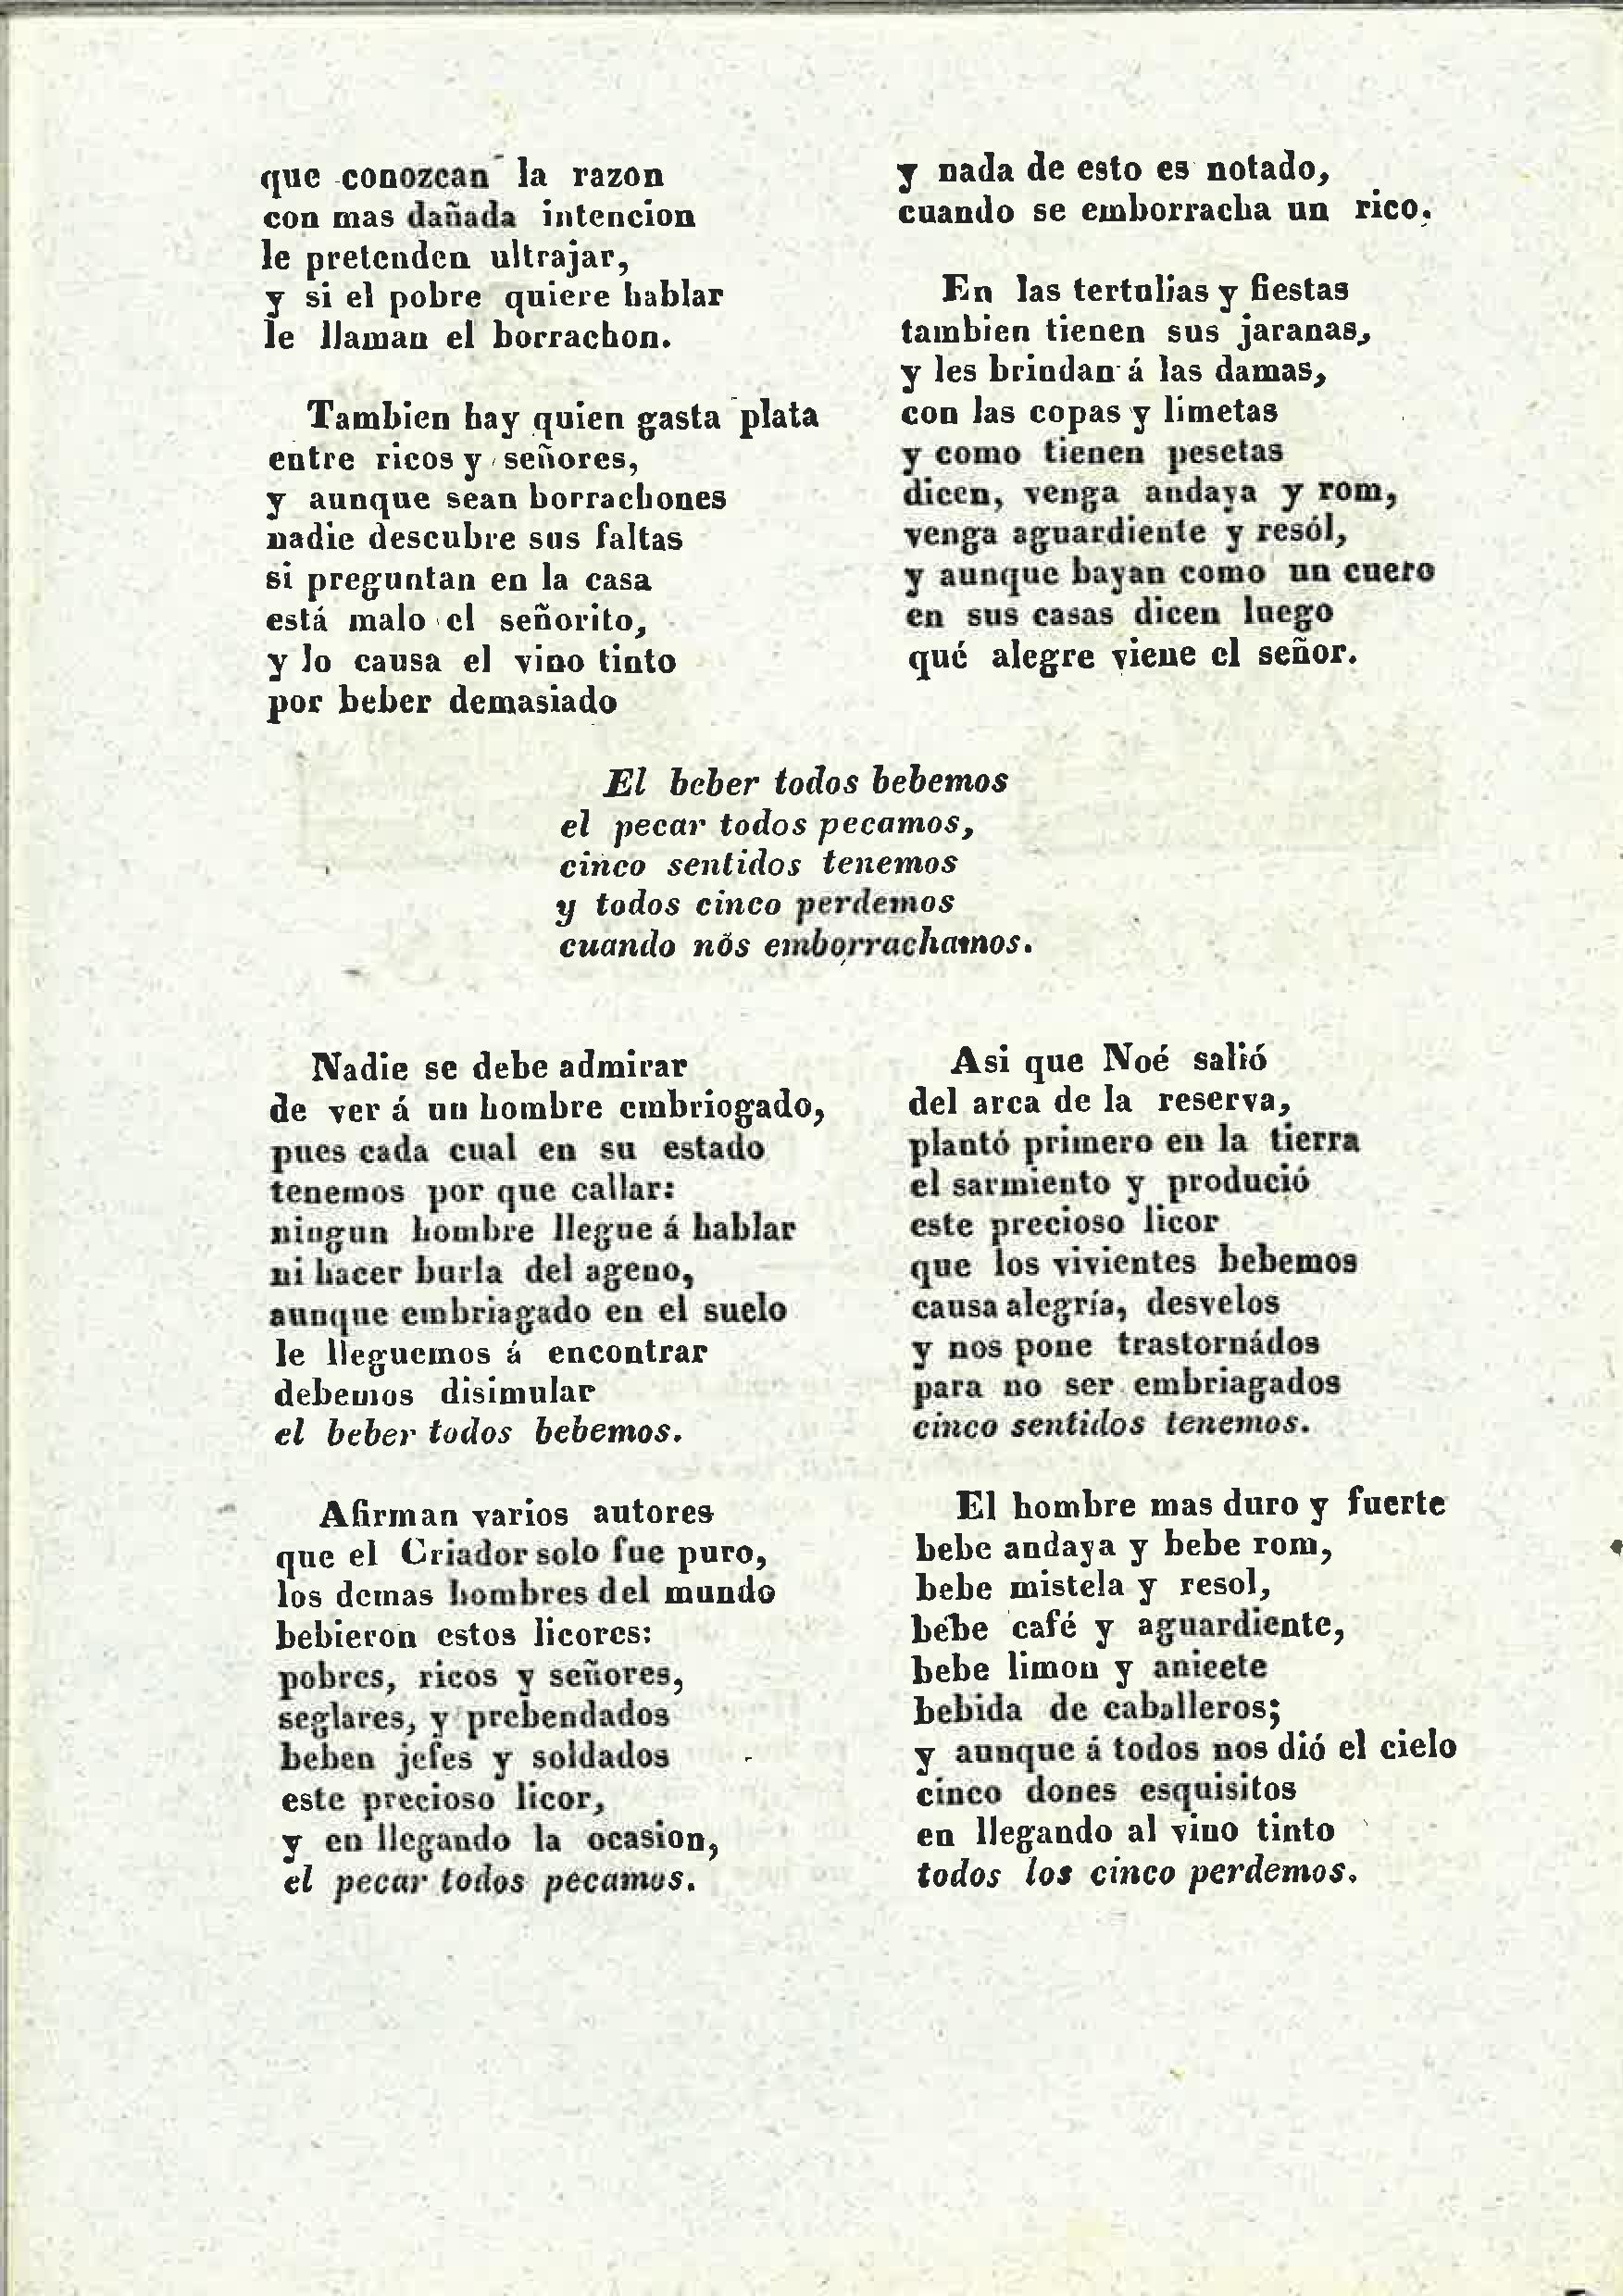 que conozcan la razon
con mas dañada intencion
le pretenden ultrajar,
y si el pobre quiere hablar
le llaman el borrachon.
Tambien hay quien gasta plata
entre ricos y señores,
y aunque sean borrachones
nadie descubre sus faltas
si preguntan en la casa
está malo el señorito,
y lo causa el vino tinto
por beber demasiado
y nada de esto es notado,
cuando se emborracha un rico.
En las tertulias y fiestas
tambien tienen sus jaranas,
y les brindan á las damas,
con las copas y limetas
y como tienen pesetas
dicen, venga andaya y rom,
venga aguardiente y resól,
y aunque hayan como un cuero
en sus casas dicen luego
qué alegre viene el señor.
El beber todos bebemos
el pecar todos pecamos,
cinco sentidos tenemos
y todos cinco perdemos
cuando nos emborrachamos.
Nadie se debe admirar
de ver á un hombre embriogado,
pues cada cual en su estado
tenemos por que callar:
ningun hombre llegue á hablar
ni hacer burla del ageno,
aunque embriagado en el suelo
le lleguemos á encontrar
debemos disimular
el beber todos bebemos.
Afirman varios autores
que el Criador solo fue puro,
los demas hombres del mundo
bebieron estos licores:
pobres, ricos y señores,
seglares, y prebendados
beben jefes y soldados
este precioso licor,
y en llegando la ocasion,
el pecar todos pecamos.
Asi que Noé salió
del arca de la reserva,
plantó primero en la tierra
el sarmiento y produció
este precioso licor
que los vivientes bebemos
causa alegría, desvelos
y nos pone trastornádos
para no ser embriagados
cinco sentidos tenemos.
El hombre mas duro y fuerte
bebe andaya y bebe rom,
bebe mistela y resol,
bebe café y aguardiente,
bebe limon y anicete
bebida de caballeros;
y aunque á todos nos dió el cielo
cinco dones esquisitos
en llegando al vino tinto
todos los cinco perdemos.